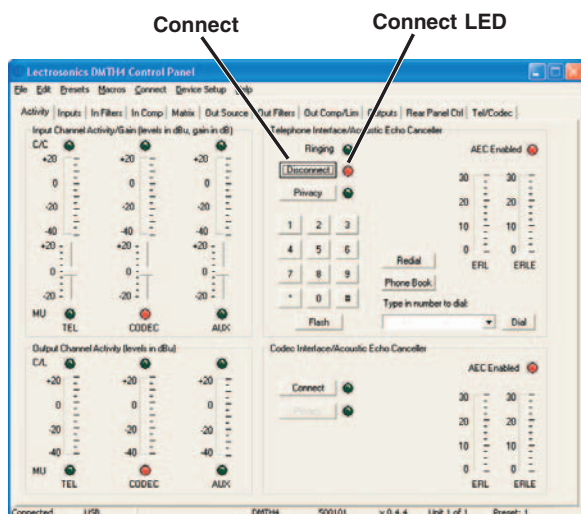 Connect
Connect LED
Lectrosonics DMTH4 Control Panel
File Edit Presets Macros Connect Device Setup Help
Activity Inputs In Filters In Comp Matrix Out Source Out Filters Out Comp/Lim Outputs Rear Panel Ctrl Tel/Codec
Input Channel Activity/Gain (levels in dBu, gain in dB)
C/C
+20 +20 +20
0 0 0
-20 -20 -20
-40 -40 -40
+20 +20 +20
0 0 0
-20 -20 -20
MU
TEL CODEC AUX
Telephone Interface/Acoustic Echo Canceller
Ringing
AEC Enabled
Disconnect
Privacy
30 30
20 20
10 10
0 0
ERL ERLE
1 2 3
4 5 6
7 8 9
* 0 #
Flash
Redial
Phone Book
Type in number to dial:
Dial
Output Channel Activity (levels in dBu)
C/L
+20 +20 +20
0 0 0
-20 -20 -20
-40 -40 -40
MU
TEL CODEC AUX
Codec Interface/Acoustic Echo Canceller
AEC Enabled
Connect
Privacy
30 30
20 20
10 10
0 0
ERL ERLE
Connected USB DMTH4 500101 v 0.4.4 Unit 1 of 1 Preset: 1